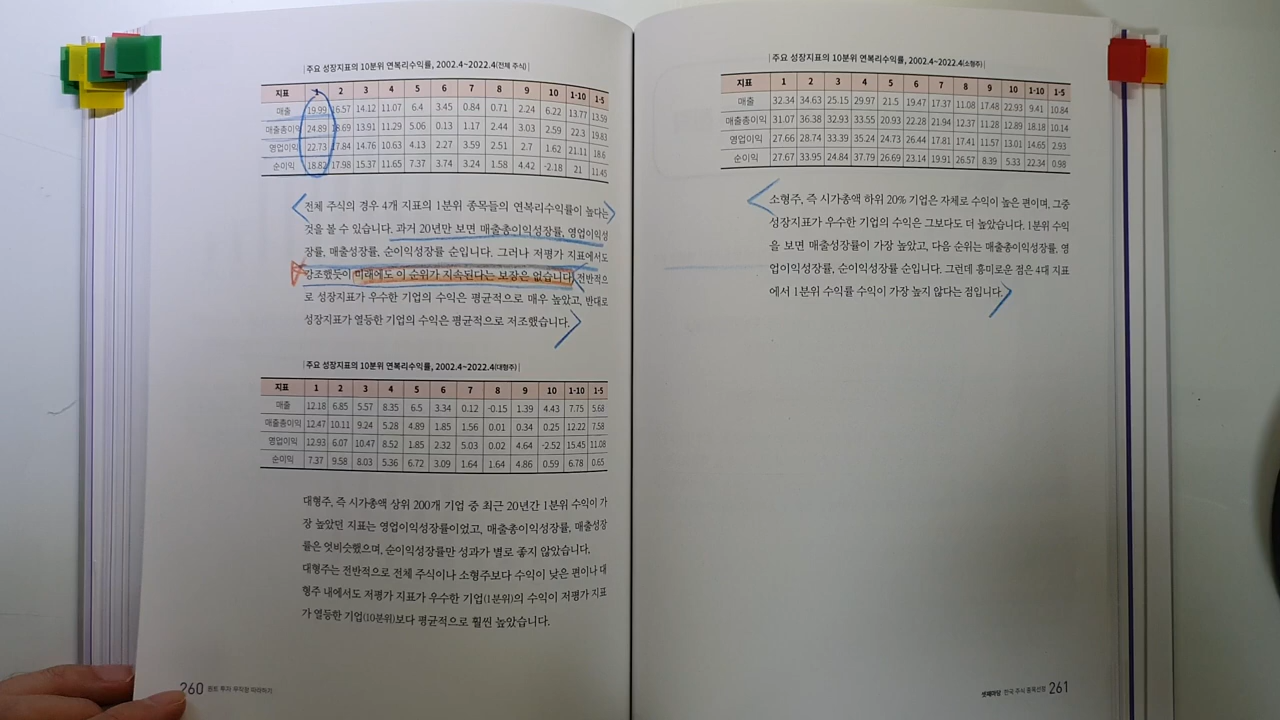 주요 성장지표의 10분위 연복리수익률, 2002.4~2022.4(전체 주식)
지표 1 2 3 4 5 6 7 8 9 10 1-10 1-5
매출 19.99 16.57 14.12 11.07 6.4 3.45 0.84 0.71 2.24 6.22 13.77 13.59
매출총이익 24.89 18.69 13.91 11.29 5.06 0.13 1.17 2.44 3.03 2.59 22.3 19.83
영업이익 22.73 17.84 14.76 10.63 4.13 2.27 3.59 2.51 2.7 1.62 21.11 18.6
순이익 18.82 17.98 15.37 11.65 7.37 3.74 3.24 1.58 4.42 -2.18 21 11.45
전체 주식의 경우 4개 지표의 1분위 종목들의 연복리수익률이 높다는
것을 볼 수 있습니다. 과거 20년만 보면 매출총이익성장률, 영업이익성
장률, 매출성장률, 순이익성장률 순입니다. 그러나 저평가 지표에서도
강조했듯이 미래에도 이 순위가 지속된다는 보장은 없습니다. 전반적으
로 성장지표가 우수한 기업의 수익은 평균적으로 매우 높았고, 반대로
성장지표가 열등한 기업의 수익은 평균적으로 저조했습니다.
주요 성장지표의 10분위 연복리수익률, 2002.4~2022.4(대형주)
지표 1 2 3 4 5 6 7 8 9 10 1-10 1-5
매출 12.18 6.85 5.57 8.35 6.5 3.34 0.12 -0.15 1.39 4.43 7.75 5.68
매출총이익 12.47 10.11 9.24 5.28 4.89 1.85 1.56 0.01 0.34 0.25 12.22 7.58
영업이익 12.93 6.07 10.47 8.52 1.85 2.32 5.03 0.02 4.64 -2.52 15.45 11.08
순이익 7.37 9.58 8.03 5.36 6.72 3.09 1.64 1.64 4.86 0.59 6.78 0.65
대형주, 즉 시가총액 상위 200개 기업 중 최근 20년간 1분위 수익이 가
장 높았던 지표는 영업이익성장률이었고, 매출총이익성장률, 매출성장
률은 엇비슷했으며, 순이익성장률만 성과가 별로 좋지 않았습니다.
대형주는 전반적으로 전체 주식이나 소형주보다 수익이 낮은 편이나 대
형주 내에서도 저평가 지표가 우수한 기업(1분위)의 수익이 저평가 지표
가 열등한 기업(10분위)보다 평균적으로 훨씬 높았습니다.
260 퀀트 투자 무작정 따라하기
주요 성장지표의 10분위 연복리수익률, 2002.4~2022.4(소형주)
지표 1 2 3 4 5 6 7 8 9 10 1-10 1-5
매출 32.34 34.63 25.15 29.97 21.5 19.47 17.37 11.08 17.48 22.93 9.41 10.84
매출총이익 31.07 36.38 32.93 33.55 20.93 22.28 21.94 12.37 11.28 12.89 18.18 10.14
영업이익 27.66 28.74 33.39 35.24 24.73 26.44 17.81 17.41 11.57 13.01 14.65 2.93
순이익 27.67 33.95 24.84 37.79 26.69 23.14 19.91 26.57 8.39 5.33 22.34 0.98
소형주, 즉 시가총액 하위 20% 기업은 자체로 수익이 높은 편이며, 그중
성장지표가 우수한 기업의 수익은 그보다도 더 높았습니다. 1분위 수익
을 보면 매출성장률이 가장 높았고, 다음 순위는 매출총이익성장률, 영
업이익성장률, 순이익성장률 순입니다. 그런데 흥미로운 점은 4대 지표
에서 1분위 수익률 수익이 가장 높지 않다는 점입니다.
셋째마당 한국 주식 종목선정 261